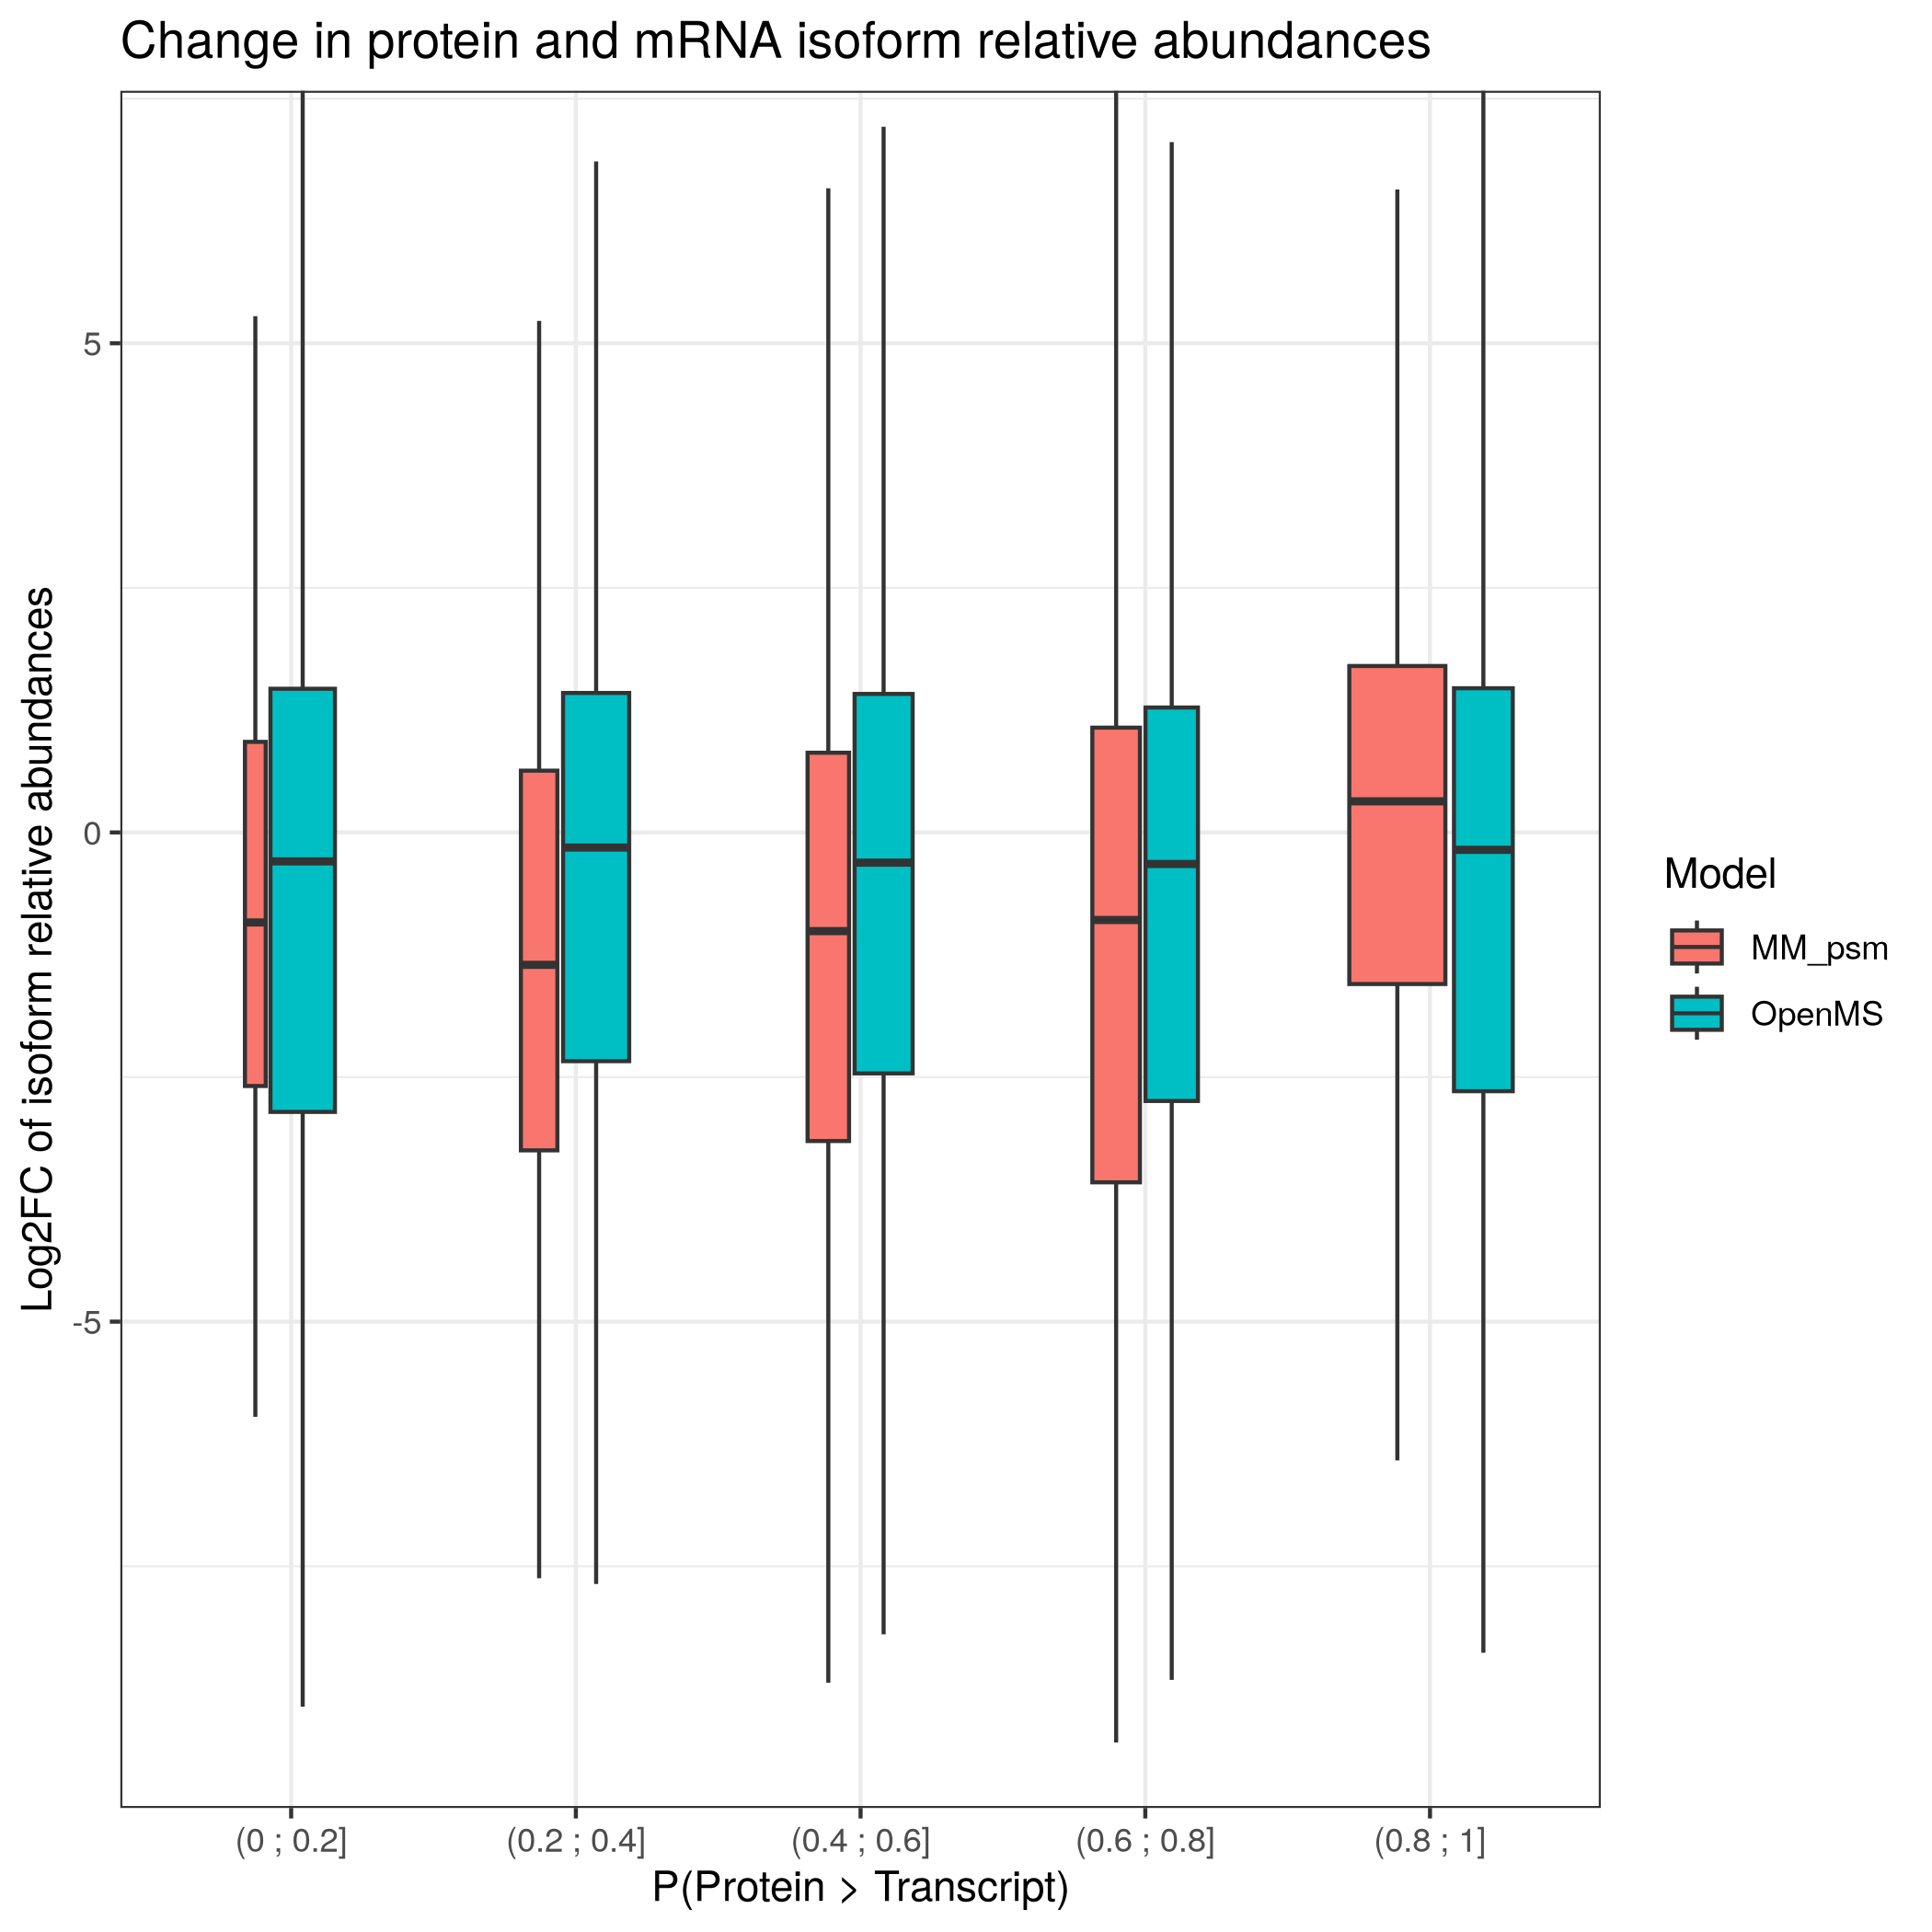 Change in protein and mRNA isoform relative abundances
Log2FC of isoform relative abundances
5
0
-5
(0 ; 0.2]
(0.2 ; 0.4]
(0.4 ; 0.6]
(0.6 ; 0.8]
(0.8 ; 1]
P(Protein > Transcript)
Model
MM_psm
OpenMS